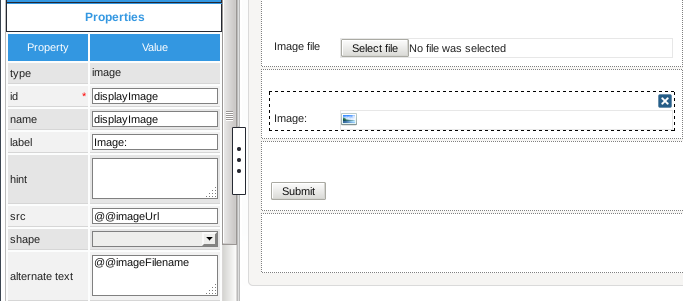 Properties
Property Value
type image
id * displayImage
name displayImage
label Image:
hint
src @@imageUrl
shape
alternate text @@imageFilename
Image file Select file No file was selected
Image:
Submit